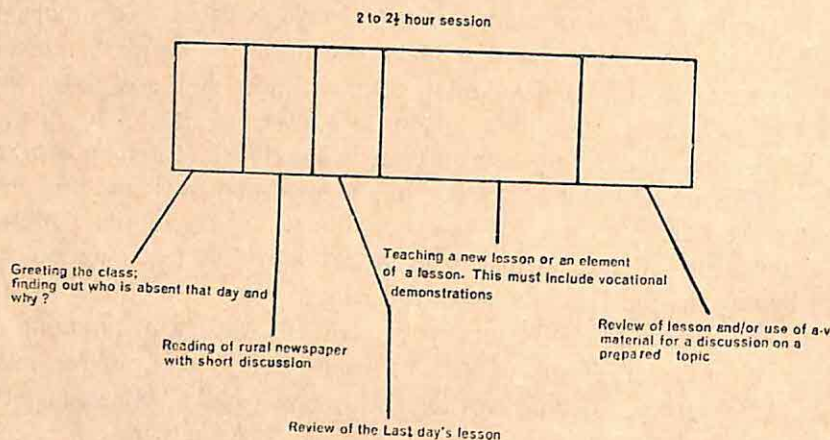 2 to 2½ hour session
Greeting the class;
finding out who is absent that day and
why ?
Reading of rural newspaper
with short discussion
Review of the Last day's lesson
Teaching a new lesson or an element
of a lesson. This must include vocational
demonstrations
Review of lesson and/or use of a-v
material for a discussion on a
prepared topic